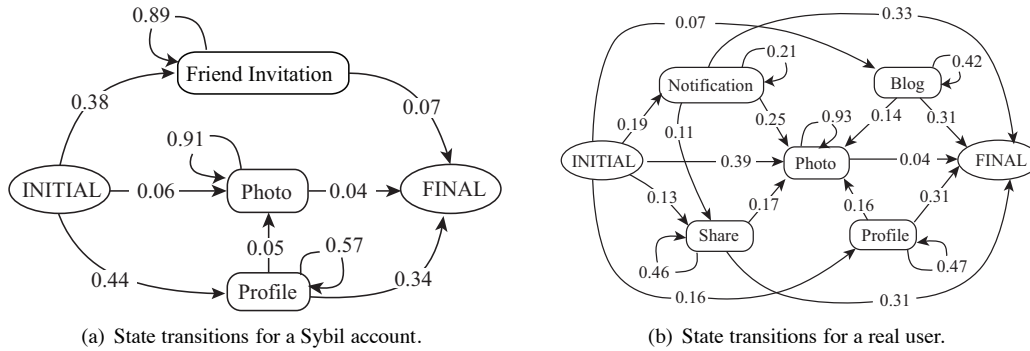 0.89
Friend Invitation
0.38
0.07
0.91
INITIAL
0.06
Photo
0.04
FINAL
0.05
0.57
0.44
Profile
0.34
(a) State transitions for a Sybil account.
0.33
0.07
0.21
0.42
Notification
Blog
0.19
0.11
0.25
0.93
0.14
0.31
INITIAL
0.39
Photo
0.04
FINAL
0.13
0.17
0.16
0.31
Share
Profile
0.46
0.47
0.16
0.31
(b) State transitions for a real user.